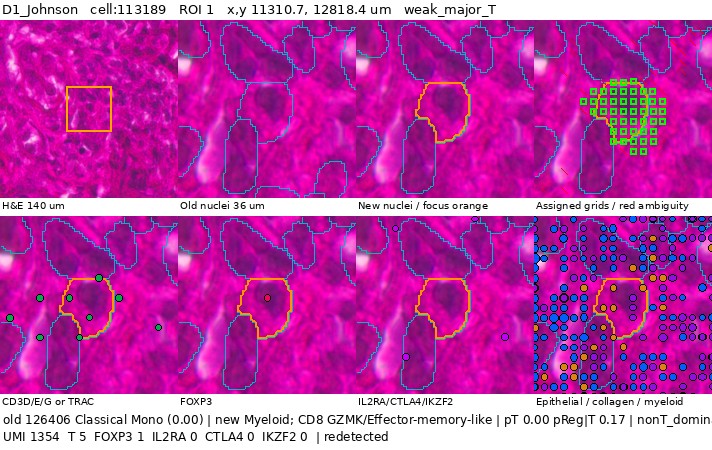 D1_Johnson cell:113189 ROI 1 x,y 11310.7, 12818.4 um weak_major_T
H&E 140 um
Old nuclei 36 um
New nuclei / focus orange
Assigned grids / red ambiguity
CD3D/E/G or TRAC
FOXP3
IL2RA/CTLA4/IKZF2
Epithelial / collagen / myeloid
old 126406 Classical Mono (0.00) | new Myeloid; CD8 GZMK/Effector-memory-like | pT 0.00 pReg|T 0.17 | nonT_domina
UMI 1354 T 5 FOXP3 1 IL2RA 0 CTLA4 0 IKZF2 0 | redetected